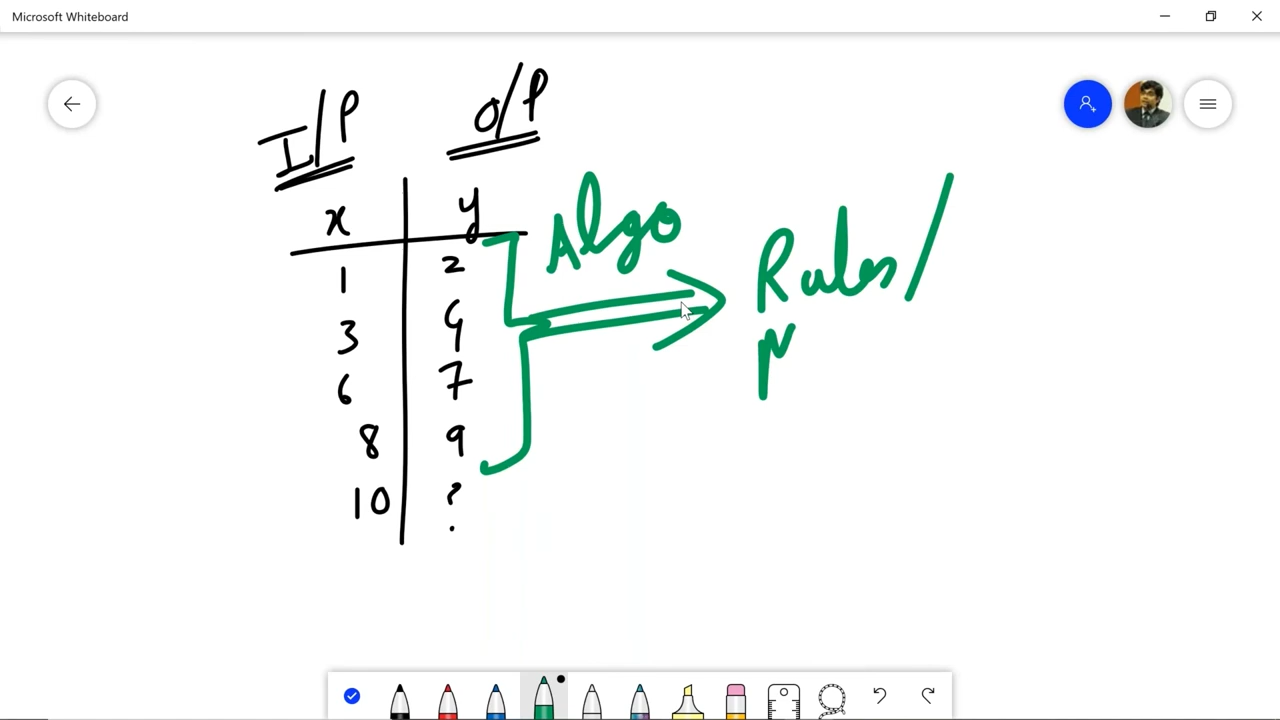 Microsoft Whiteboard
I/P O/P
x y
1 2
3 4
6 7
8 9
10 ?
Algo
Rules/